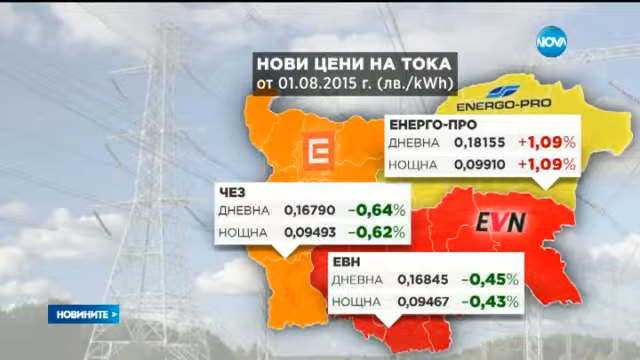 NOVA
НОВИ ЦЕНИ НА ТОКА
от 01.08.2015 г. (лв./kWh)
ENERGO-PRO
ЕНЕРГО-ПРО
ДНЕВНА 0,18155 +1,09%
НОЩНА 0,09910 +1,09%
ЧЕЗ
ДНЕВНА 0,16790 –0,64%
НОЩНА 0,09493 –0,62%
EVN
ЕВН
ДНЕВНА 0,16845 –0,45%
НОЩНА 0,09467 –0,43%
НОВИНИТЕ